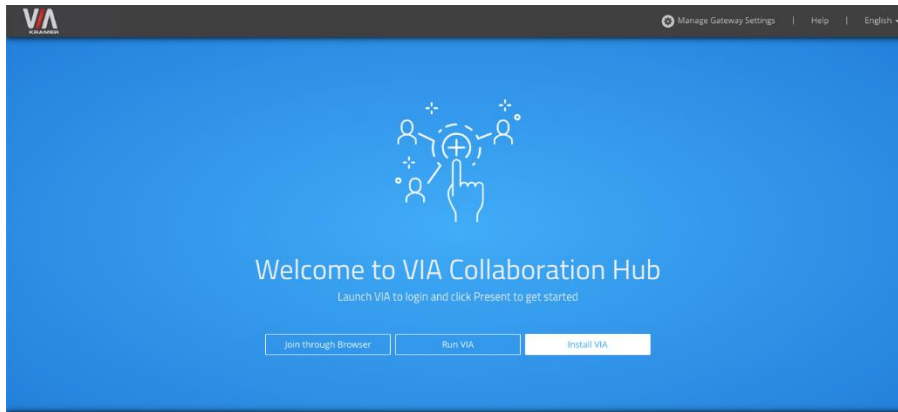 VIA
KRAMER
Manage Gateway Settings | Help | English
Welcome to VIA Collaboration Hub
Launch VIA to login and click Present to get started
Join through Browser
Run VIA
Install VIA